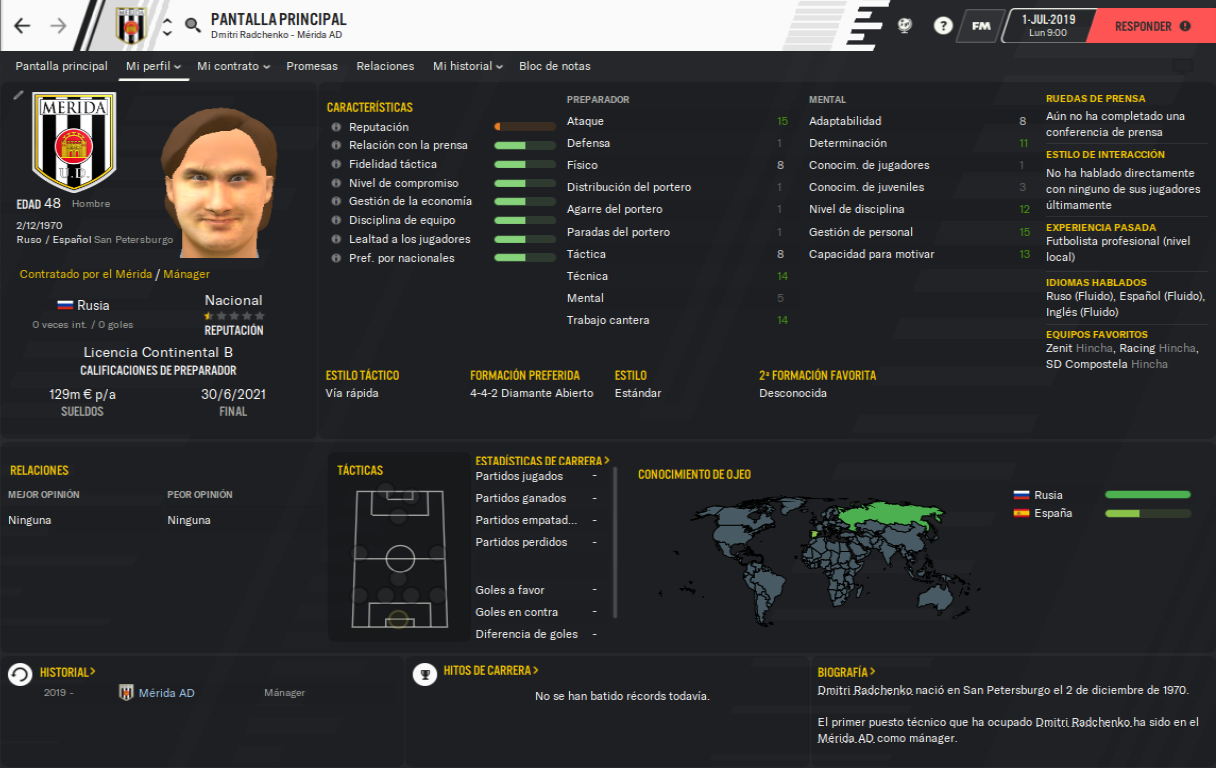 PANTALLA PRINCIPAL
Dmitri Radchenko - Mérida AD
FM
1-JUL-2019
Lun 9:00
RESPONDER
Pantalla principal
Mi perfil
Mi contrato
Promesas
Relaciones
Mi historial
Bloc de notas
MERIDA
U.D.
EDAD 48 Hombre
2/12/1970
Ruso / Español San Petersburgo
Contratado por el Mérida / Mánager
Rusia
0 veces int. / 0 goles
Nacional
REPUTACIÓN
Licencia Continental B
CALIFICACIONES DE PREPARADOR
129m € p/a
SUELDOS
30/6/2021
FINAL
CARACTERÍSTICAS
Reputación
Relación con la prensa
Fidelidad táctica
Nivel de compromiso
Gestión de la economía
Disciplina de equipo
Lealtad a los jugadores
Pref. por nacionales
PREPARADOR
Ataque 15
Defensa 1
Físico 8
Distribución del portero 1
Agarre del portero 1
Paradas del portero 1
Táctica 8
Técnica 14
Mental 5
Trabajo cantera 14
MENTAL
Adaptabilidad 8
Determinación 11
Conocim. de jugadores 1
Conocim. de juveniles 3
Nivel de disciplina 12
Gestión de personal 15
Capacidad para motivar 13
RUEDAS DE PRENSA
Aún no ha completado una
conferencia de prensa
ESTILO DE INTERACCIÓN
No ha hablado directamente
con ninguno de sus jugadores
últimamente
EXPERIENCIA PASADA
Futbolista profesional (nivel
local)
IDIOMAS HABLADOS
Ruso (Fluido), Español (Fluido),
Inglés (Fluido)
EQUIPOS FAVORITOS
Zenit Hincha, Racing Hincha,
SD Compostela Hincha
ESTILO TÁCTICO
Vía rápida
FORMACIÓN PREFERIDA
4-4-2 Diamante Abierto
ESTILO
Estándar
2ª FORMACIÓN FAVORITA
Desconocida
RELACIONES
MEJOR OPINIÓN
Ninguna
PEOR OPINIÓN
Ninguna
TÁCTICAS
ESTADÍSTICAS DE CARRERA >
Partidos jugados -
Partidos ganados -
Partidos empatad... -
Partidos perdidos -
Goles a favor -
Goles en contra -
Diferencia de goles -
CONOCIMIENTO DE OJEO
Rusia
España
HISTORIAL >
2019 - Mérida AD Mánager
HITOS DE CARRERA >
No se han batido récords todavía.
BIOGRAFÍA >
Dmitri Radchenko nació en San Petersburgo el 2 de diciembre de 1970.
El primer puesto técnico que ha ocupado Dmitri Radchenko ha sido en el
Mérida AD como mánager.